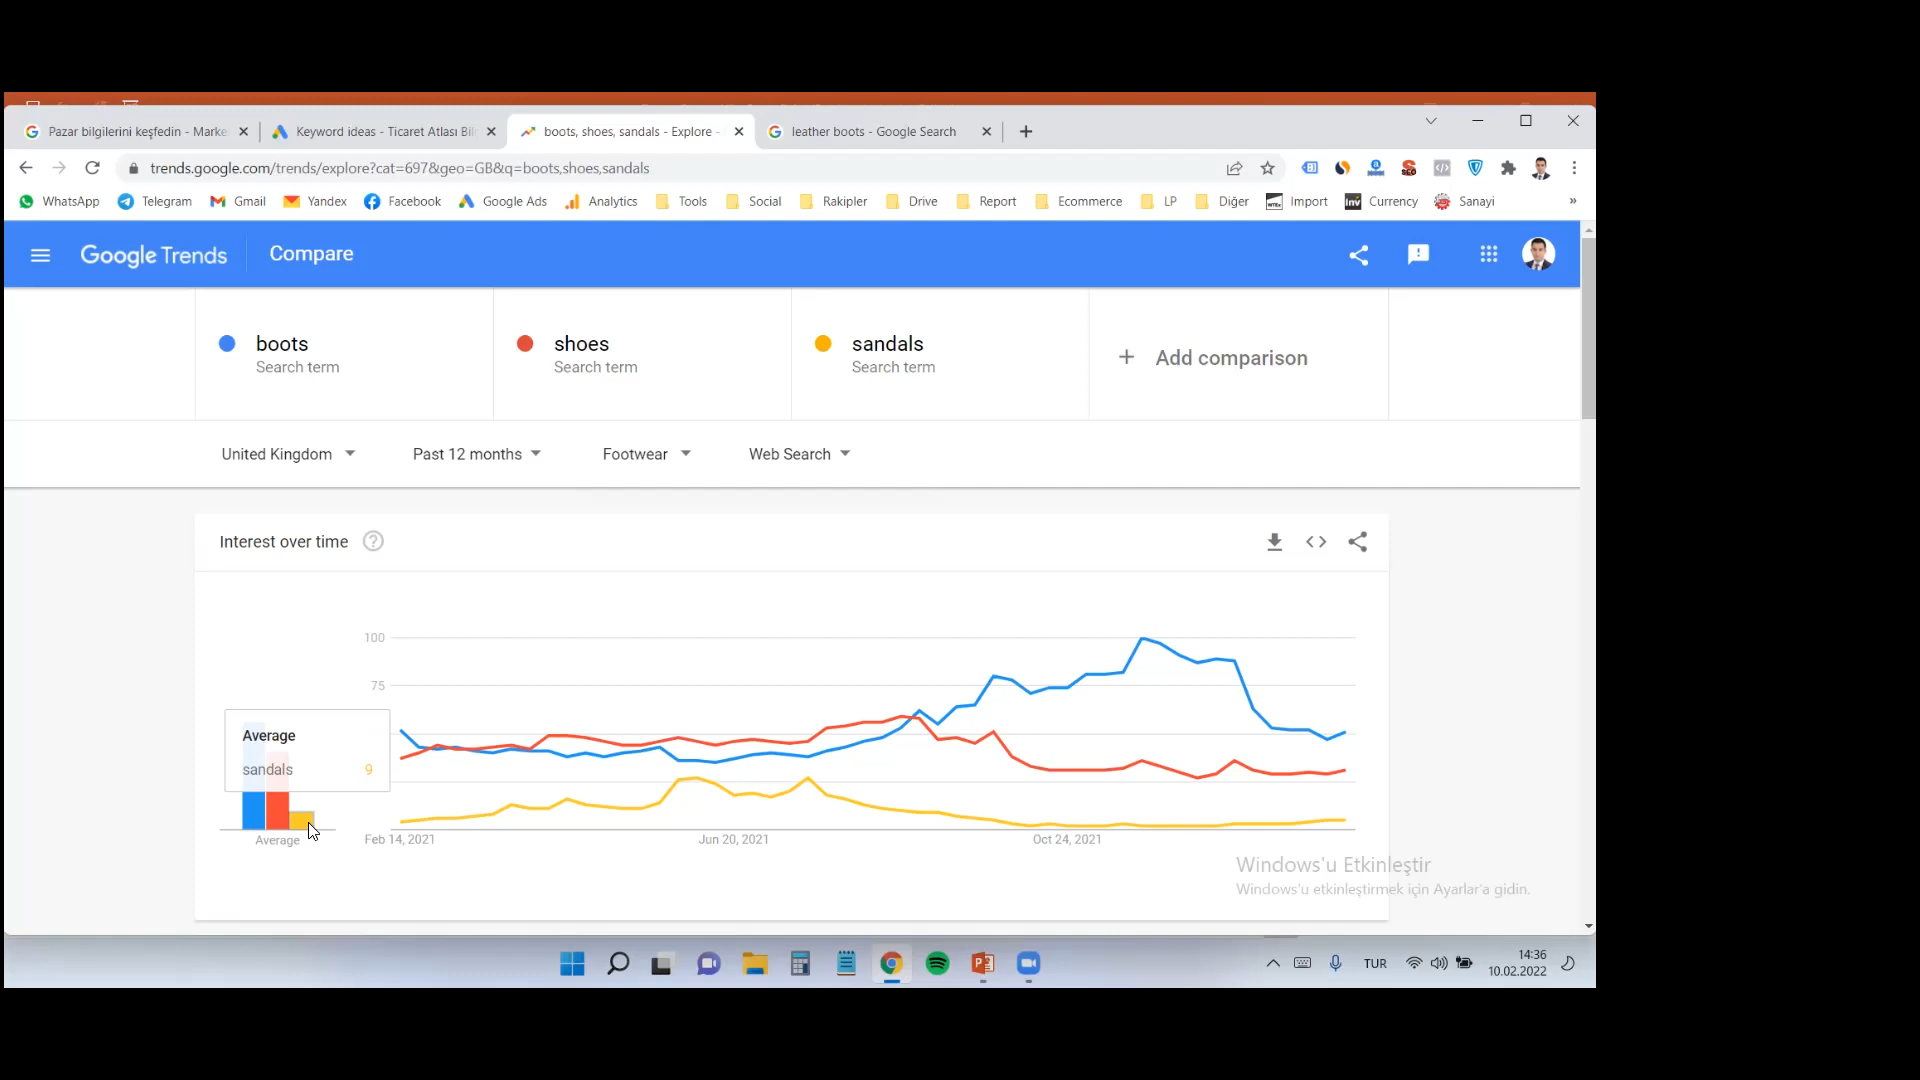 Pazar bilgilerini keşfedin - Marke
Keyword ideas - Ticaret Atlası Bil
boots, shoes, sandals - Explore -
leather boots - Google Search
trends.google.com/trends/explore?cat=697&geo=GB&q=boots,shoes,sandals
WhatsApp Telegram Gmail Yandex Facebook Google Ads Analytics Tools Social Rakipler Drive Report Ecommerce LP Diğer Import Currency Sanayi »
Google Trends Compare
boots
Search term
shoes
Search term
sandals
Search term
+ Add comparison
United Kingdom Past 12 months Footwear Web Search
Interest over time
100
75
Average
sandals 9
Average
Feb 14, 2021 Jun 20, 2021 Oct 24, 2021
Windows'u Etkinleştir
Windows'u etkinleştirmek için Ayarlar'a gidin.
TUR
14:36
10.02.2022